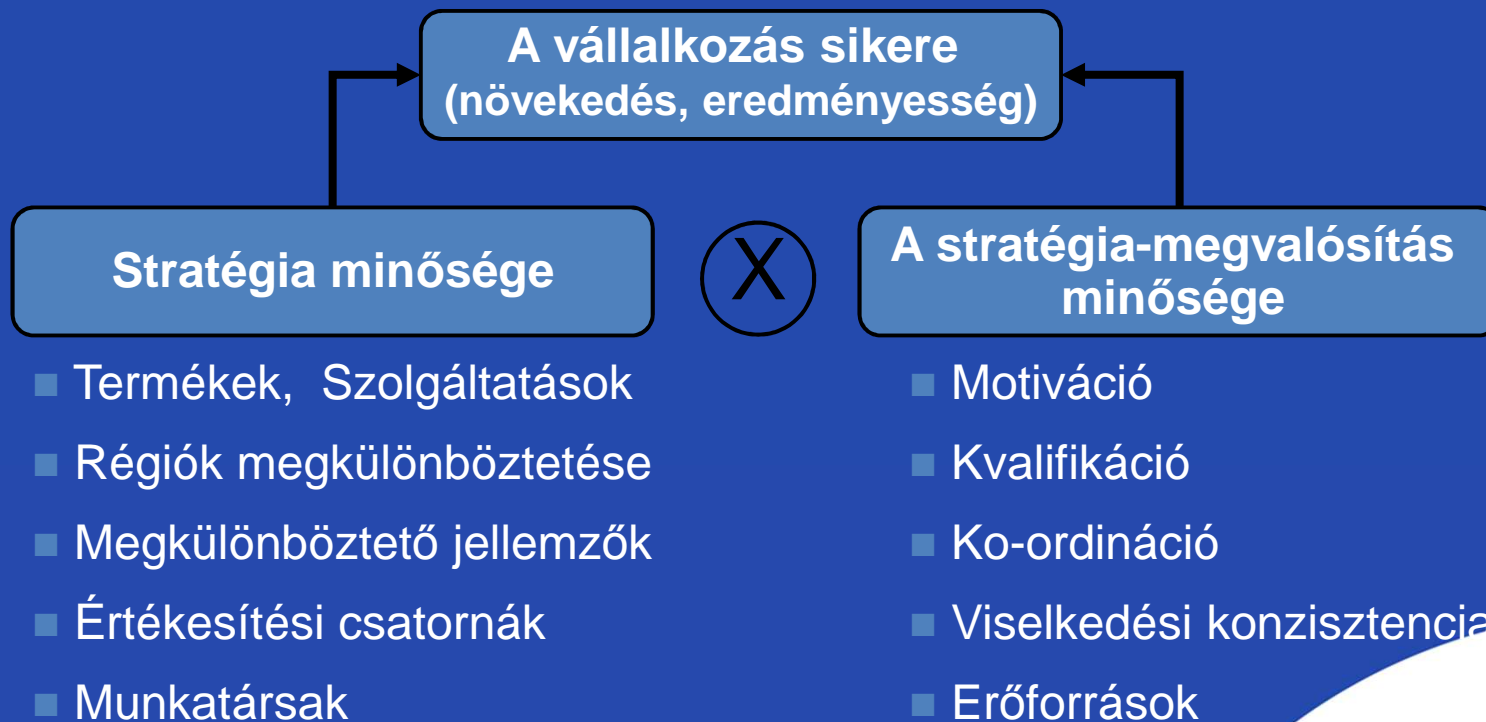 A vállalkozás sikere
(növekedés, eredményesség)
Stratégia minősége
X
A stratégia-megvalósítás
minősége
Termékek, Szolgáltatások
Régiók megkülönböztetése
Megkülönböztető jellemzők
Értékesítési csatornák
Munkatársak
Motiváció
Kvalifikáció
Ko-ordináció
Viselkedési konzisztencia
Erőforrások